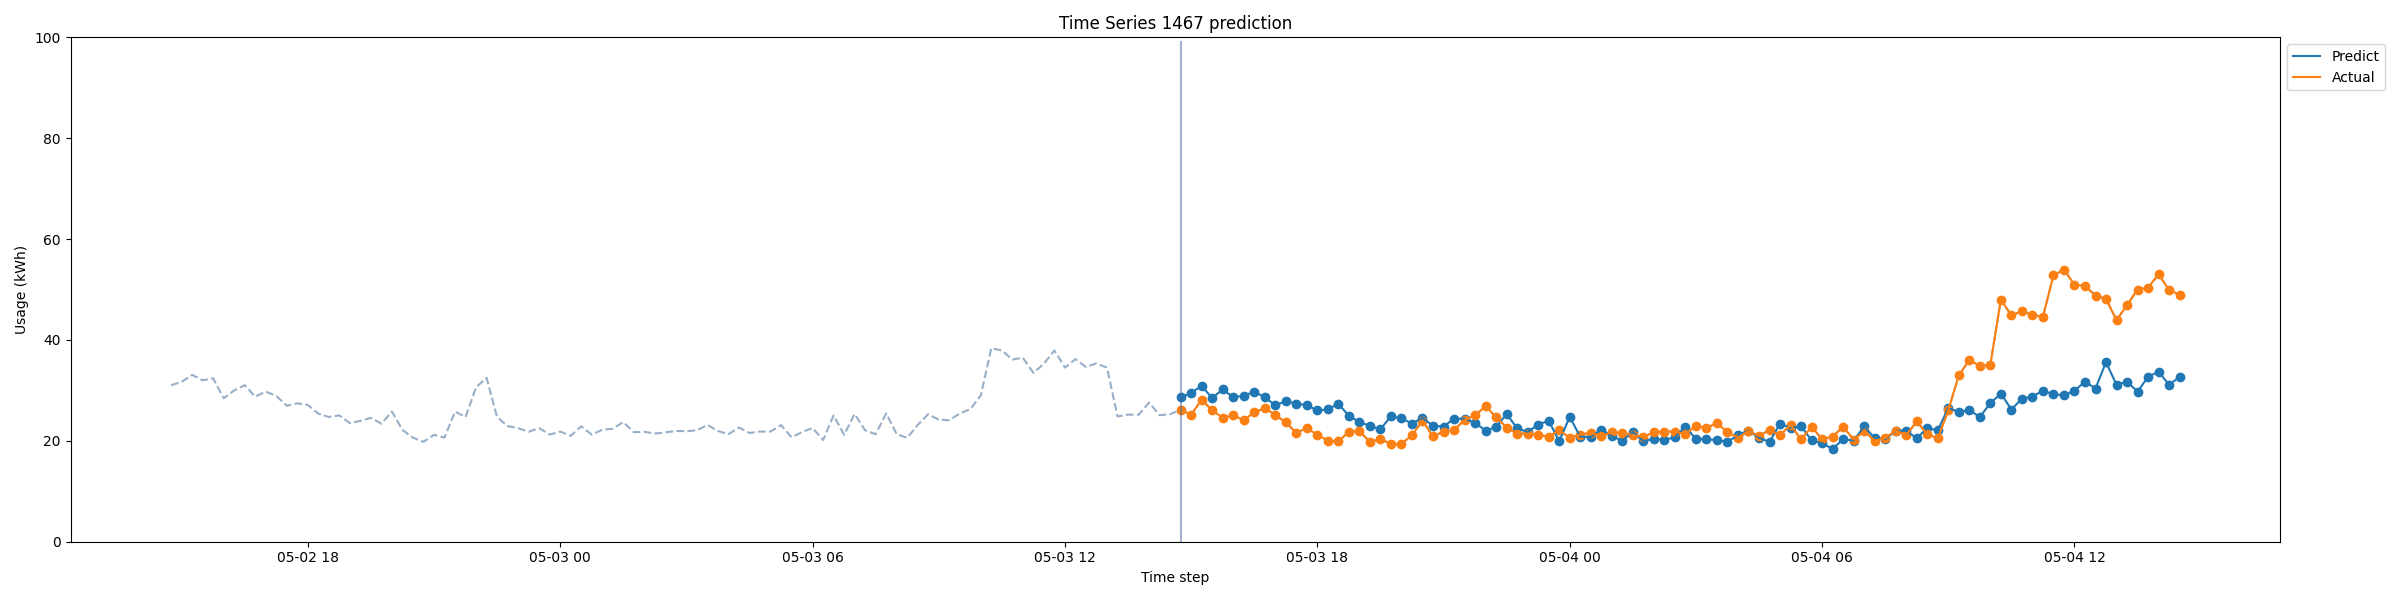 Time Series 1467 prediction
100
80
60
40
20
0
Usage (kWh)
05-02 18
05-03 00
05-03 06
05-03 12
05-03 18
05-04 00
05-04 06
05-04 12
Time step
Predict
Actual